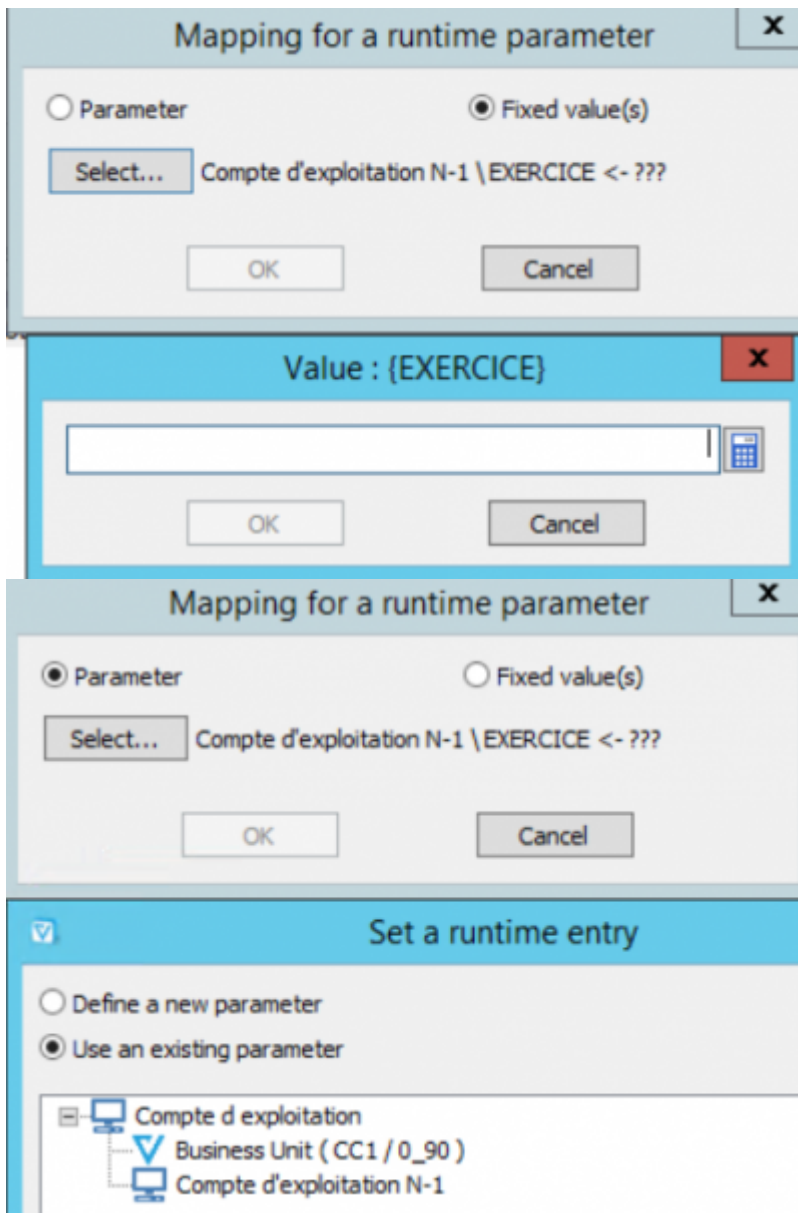 Mapping for a runtime parameter x
Parameter Fixed value(s)
Select... Compte d'exploitation N-1 \ EXERCICE <- ???
OK Cancel
Value : {EXERCICE} x
OK Cancel
Mapping for a runtime parameter x
Parameter Fixed value(s)
Select... Compte d'exploitation N-1 \ EXERCICE <- ???
OK Cancel
Set a runtime entry
Define a new parameter
Use an existing parameter
Compte d exploitation
Business Unit ( CC1 / 0_90 )
Compte d'exploitation N-1